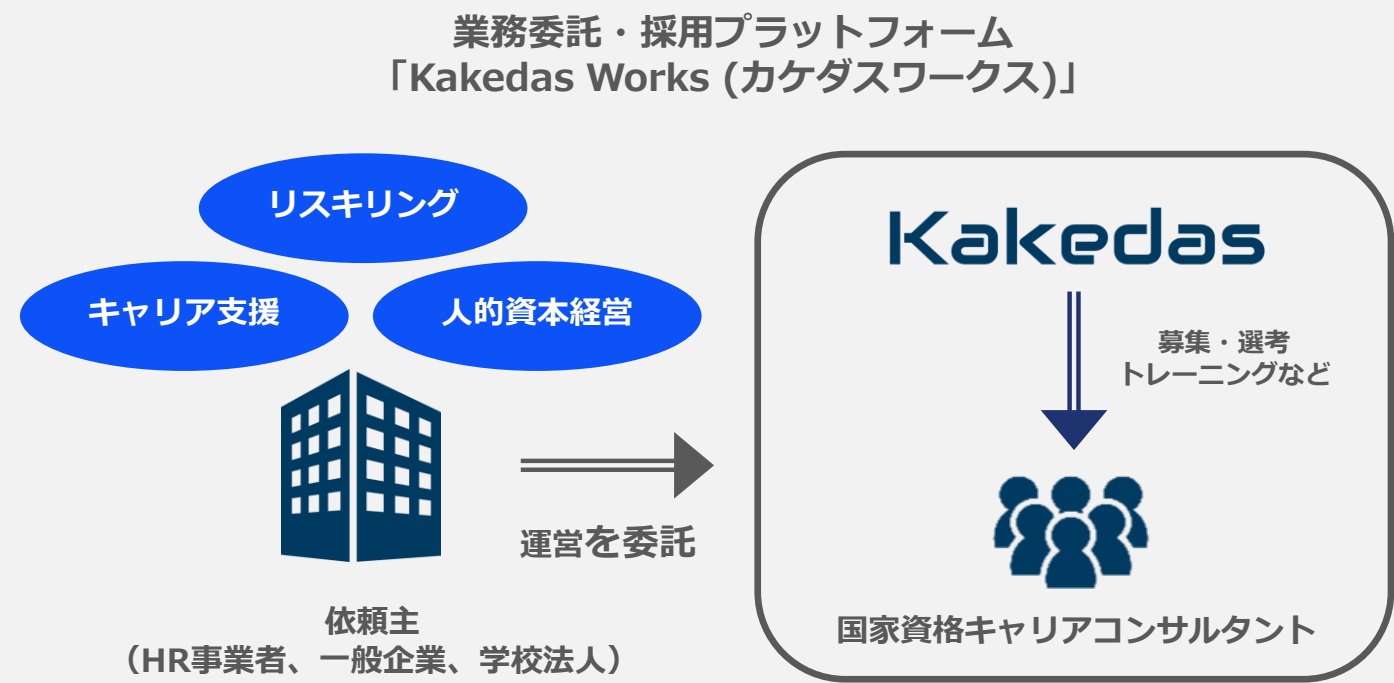 業務委託・採用プラットフォーム
「Kakedas Works (カケダスワークス)」
リスキリング
キャリア支援
人的資本経営
運営を委託
依頼主
（HR事業者、一般企業、学校法人）
Kakedas
募集・選考
トレーニングなど
国家資格キャリアコンサルタント